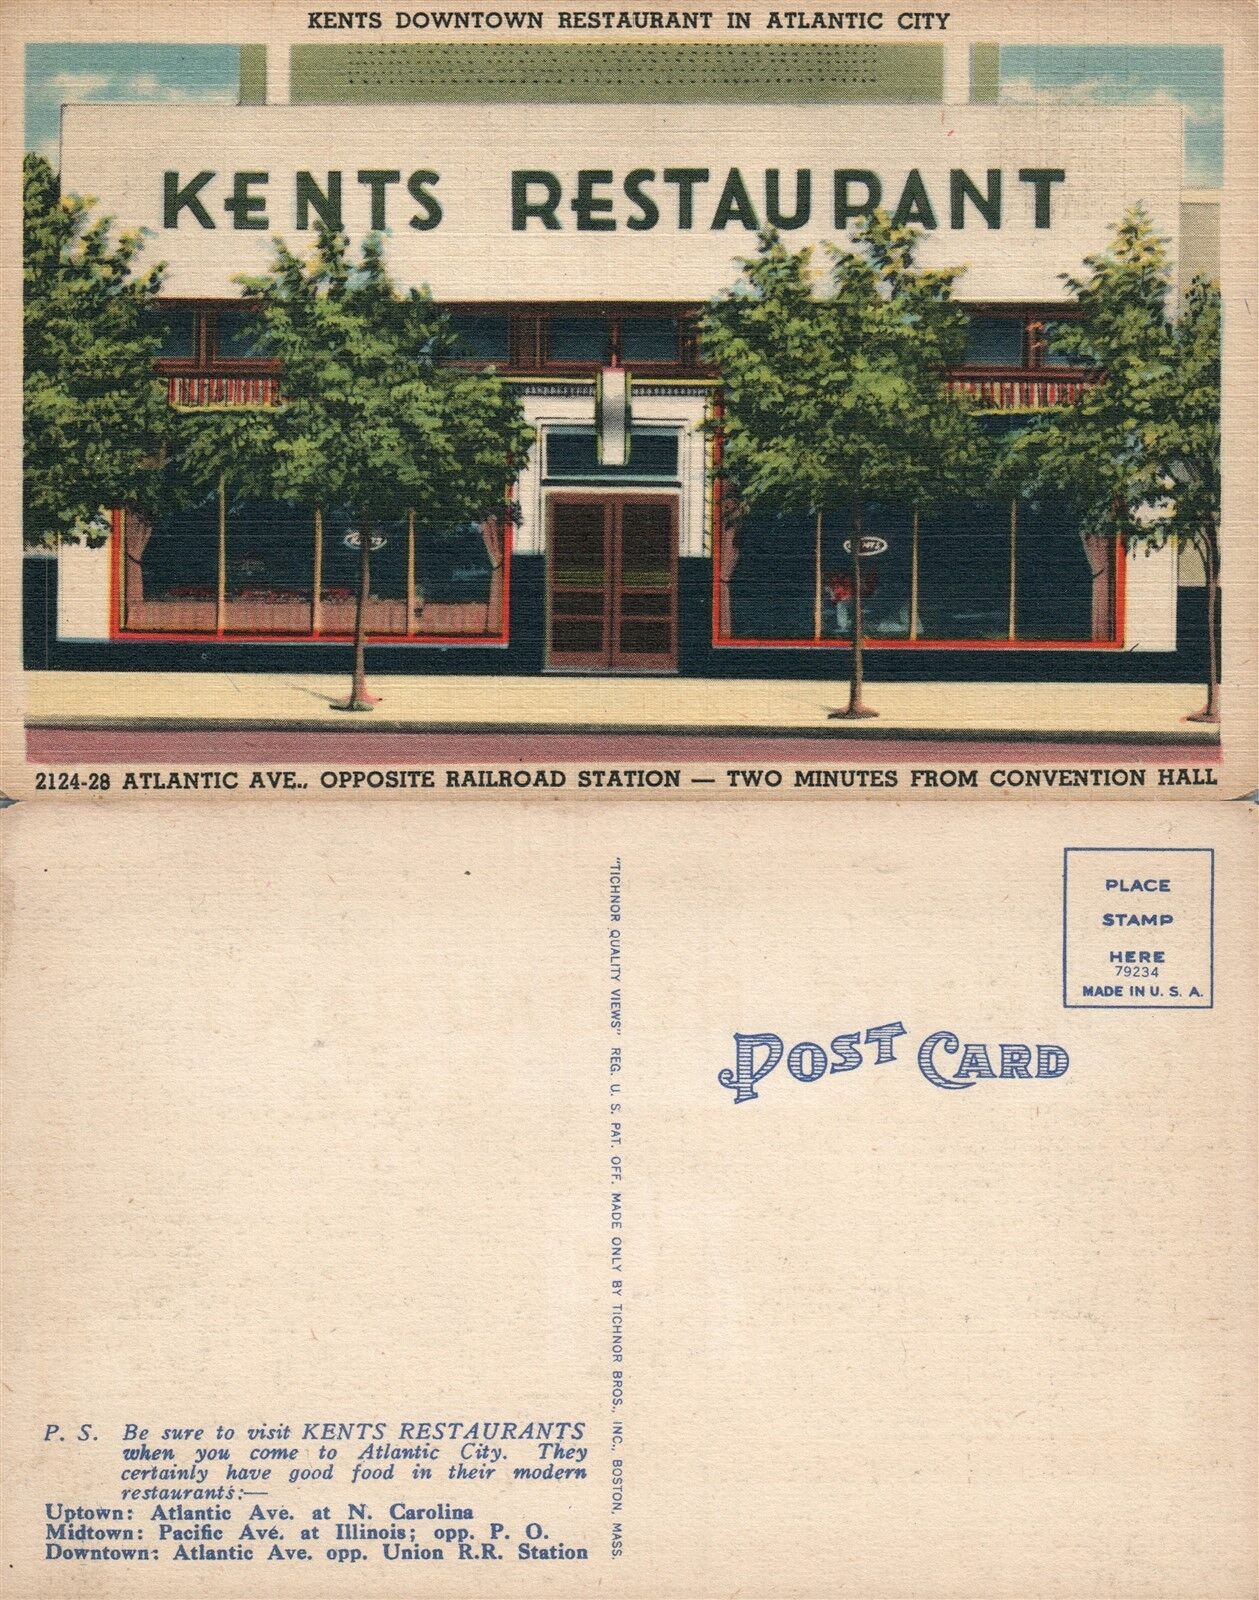 KENTS DOWNTOWN RESTAURANT IN ATLANTIC CITY
KENTS RESTAURANT
KENTS
2124-28 ATLANTIC AVE., OPPOSITE RAILROAD STATION — TWO MINUTES FROM CONVENTION HALL
PLACE
STAMP
HERE
79234
MADE IN U. S. A.
POST CARD
"TICHNOR QUALITY VIEWS" REG. U. S. PAT. OFF. MADE ONLY BY TICHNOR BROS., INC., BOSTON, MASS.
P. S. Be sure to visit KENTS RESTAURANTS
when you come to Atlantic City. They
certainly have good food in their modern
restaurants:—
Uptown: Atlantic Ave. at N. Carolina
Midtown: Pacific Ave. at Illinois; opp. P. O.
Downtown: Atlantic Ave. opp. Union R.R. Station